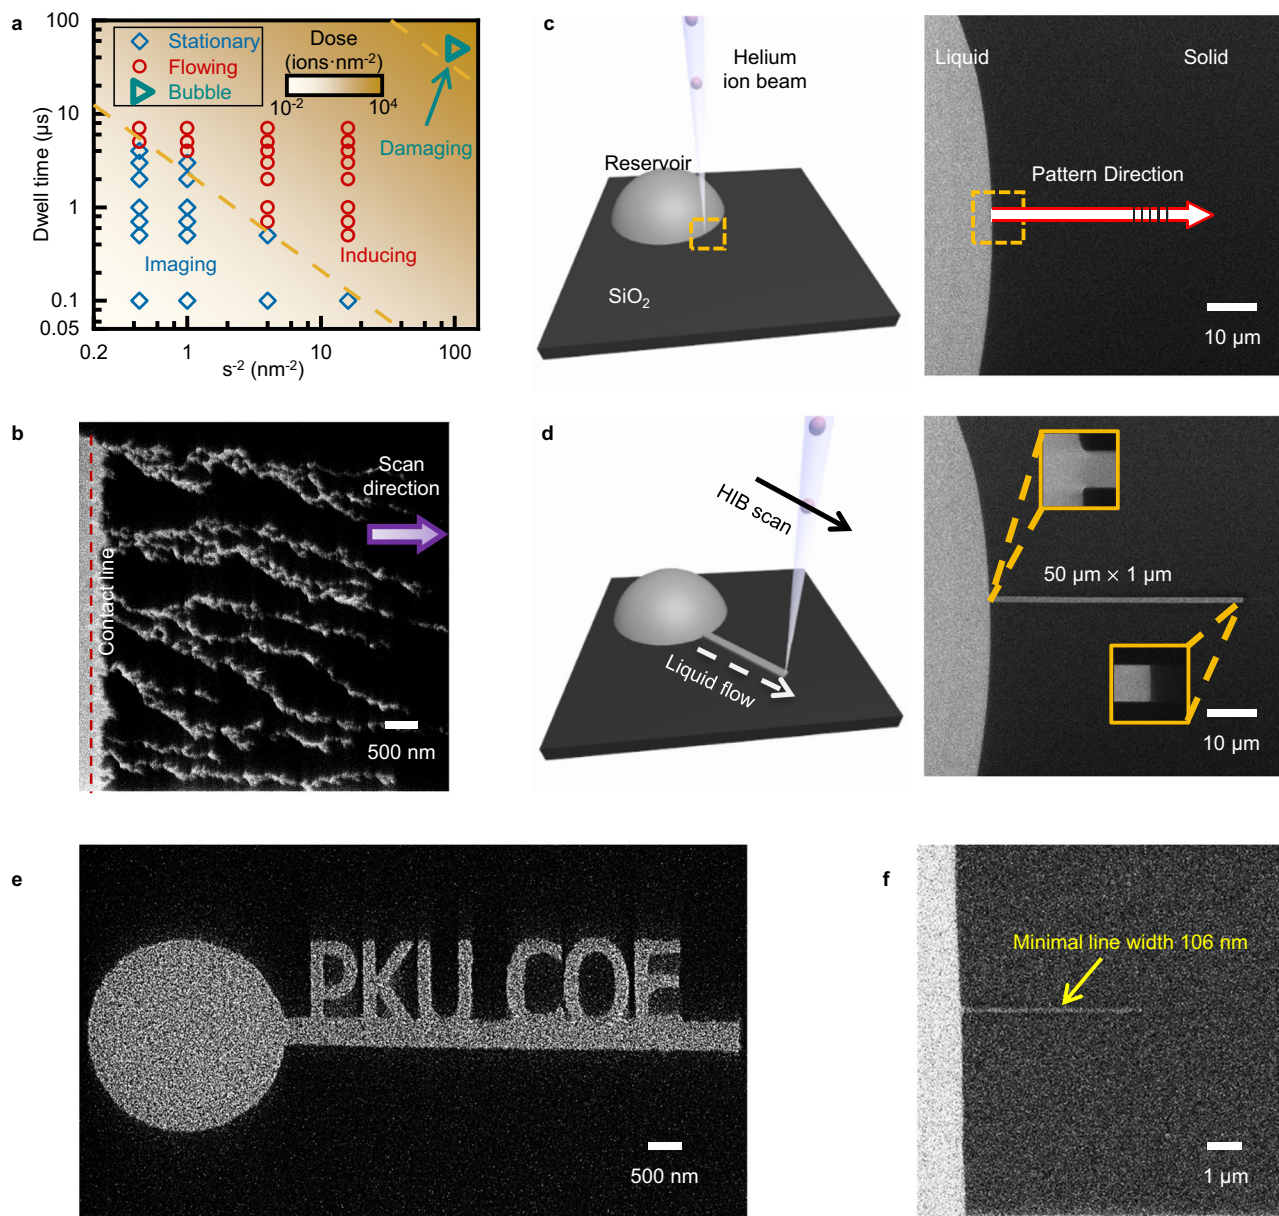 a
100
10
1
0.1
0.05
Dwell time (μs)
Stationary
Flowing
Bubble
Dose
(ions·nm⁻²)
10⁻² 10⁴
Damaging
Imaging
Inducing
0.2 1 10 100
s⁻² (nm⁻²)
b
Contact line
Scan
direction
500 nm
c
Helium
ion beam
Reservoir
SiO₂
Liquid
Solid
Pattern Direction
10 μm
d
HIB scan
Liquid flow
50 μm × 1 μm
10 μm
e
PKU COE
500 nm
f
Minimal line width 106 nm
1 μm